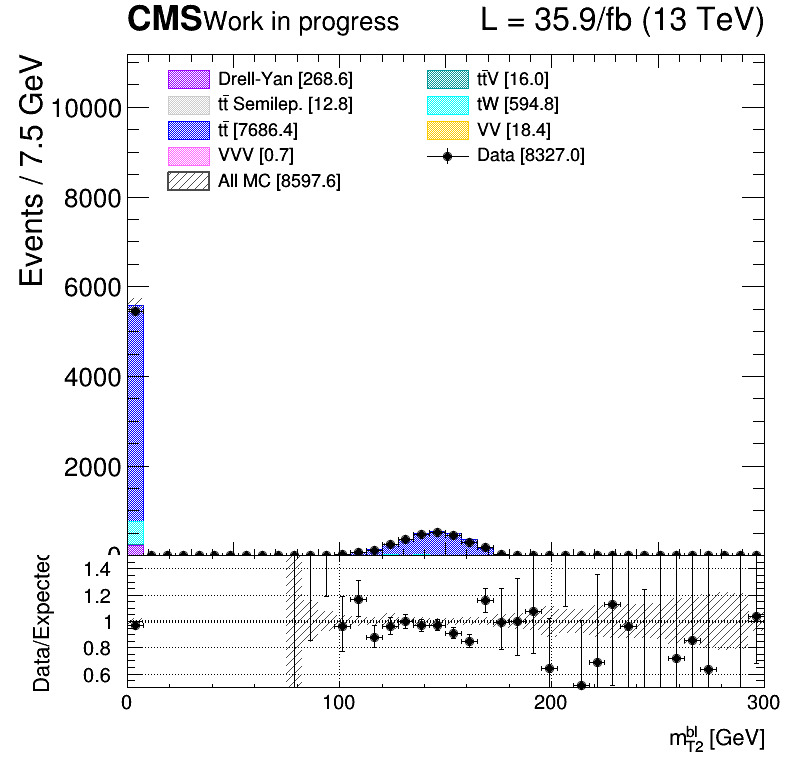 CMS Work in progress L = 35.9/fb (13 TeV)
Events / 7.5 GeV
10000
8000
6000
4000
2000
0
Drell-Yan [268.6]
tt̄ Semilep. [12.8]
tt̄ [7686.4]
VVV [0.7]
All MC [8597.6]
tt̄V [16.0]
tW [594.8]
VV [18.4]
Data [8327.0]
Data/Expected
1.4
1.2
1
0.8
0.6
0 100 200 300
m_{T2}^{bl} [GeV]